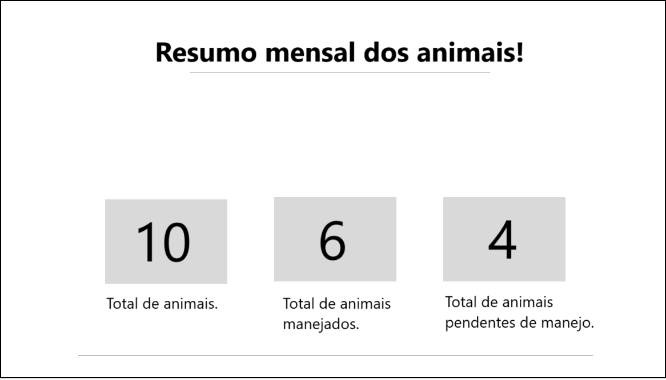 Resumo mensal dos animais!
10
6
4
Total de animais.
Total de animais
manejados.
Total de animais
pendentes de manejo.